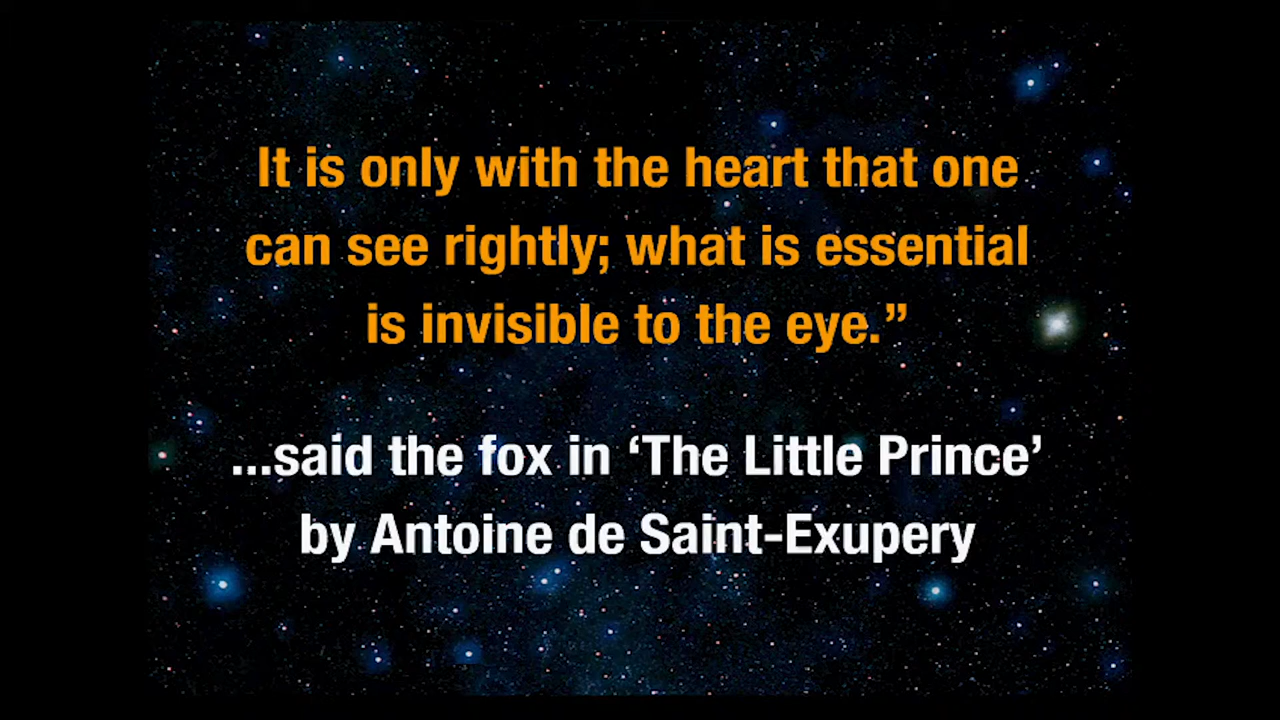 It is only with the heart that one
can see rightly; what is essential
is invisible to the eye.”
...said the fox in ‘The Little Prince’
by Antoine de Saint-Exupery